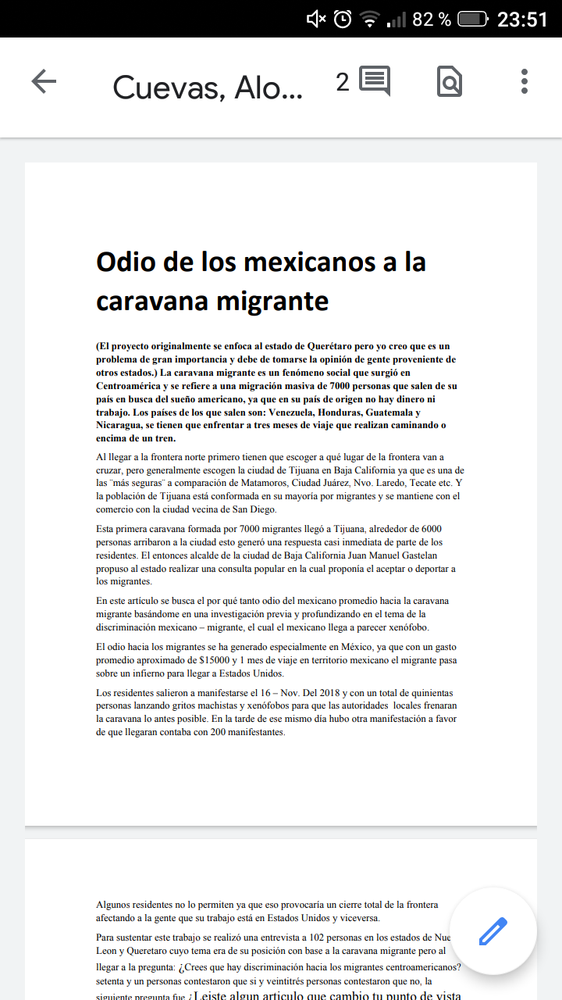 82 % 23:51
Cuevas, Alo... 2
Odio de los mexicanos a la
caravana migrante
(El proyecto originalmente se enfoca al estado de Querétaro pero yo creo que es un
problema de gran importancia y debe de tomarse la opinión de gente proveniente de
otros estados.) La caravana migrante es un fenómeno social que surgió en
Centroamérica y se refiere a una migración masiva de 7000 personas que salen de su
país en busca del sueño americano, ya que en su país de origen no hay dinero ni
trabajo. Los países de los que salen son: Venezuela, Honduras, Guatemala y
Nicaragua, se tienen que enfrentar a tres meses de viaje que realizan caminando o
encima de un tren.
Al llegar a la frontera norte primero tienen que escoger a qué lugar de la frontera van a
cruzar, pero generalmente escogen la ciudad de Tijuana en Baja California ya que es una de
las ¨más seguras¨ a comparación de Matamoros, Ciudad Juárez, Nvo. Laredo, Tecate etc. Y
la población de Tijuana está conformada en su mayoría por migrantes y se mantiene con el
comercio con la ciudad vecina de San Diego.
Esta primera caravana formada por 7000 migrantes llegó a Tijuana, alrededor de 6000
personas arribaron a la ciudad esto generó una respuesta casi inmediata de parte de los
residentes. El entonces alcalde de la ciudad de Baja California Juan Manuel Gastelan
propuso al estado realizar una consulta popular en la cual proponía el aceptar o deportar a
los migrantes.
En este artículo se busca el por qué tanto odio del mexicano promedio hacia la caravana
migrante basándome en una investigación previa y profundizando en el tema de la
discriminación mexicano – migrante, el cual el mexicano llega a parecer xenófobo.
El odio hacia los migrantes se ha generado especialmente en México, ya que con un gasto
promedio aproximado de $15000 y 1 mes de viaje en territorio mexicano el migrante pasa
sobre un infierno para llegar a Estados Unidos.
Los residentes salieron a manifestarse el 16 – Nov. Del 2018 y con un total de quinientas
personas lanzando gritos machistas y xenófobos para que las autoridades locales frenaran
la caravana lo antes posible. En la tarde de ese mismo día hubo otra manifestación a favor
de que llegaran contaba con 200 manifestantes.
Algunos residentes no lo permiten ya que eso provocaría un cierre total de la frontera
afectando a la gente que su trabajo está en Estados Unidos y viceversa.
Para sustentar este trabajo se realizó una entrevista a 102 personas en los estados de Nue
Leon y Queretaro cuyo tema era de su posición con base a la caravana migrante pero al
llegar a la pregunta: ¿Crees que hay discriminación hacia los migrantes centroamericanos?
setenta y un personas contestaron que si y veintitrés personas contestaron que no, la
siguiente pregunta fue ¿Leiste algun articulo que cambio tu punto de vista